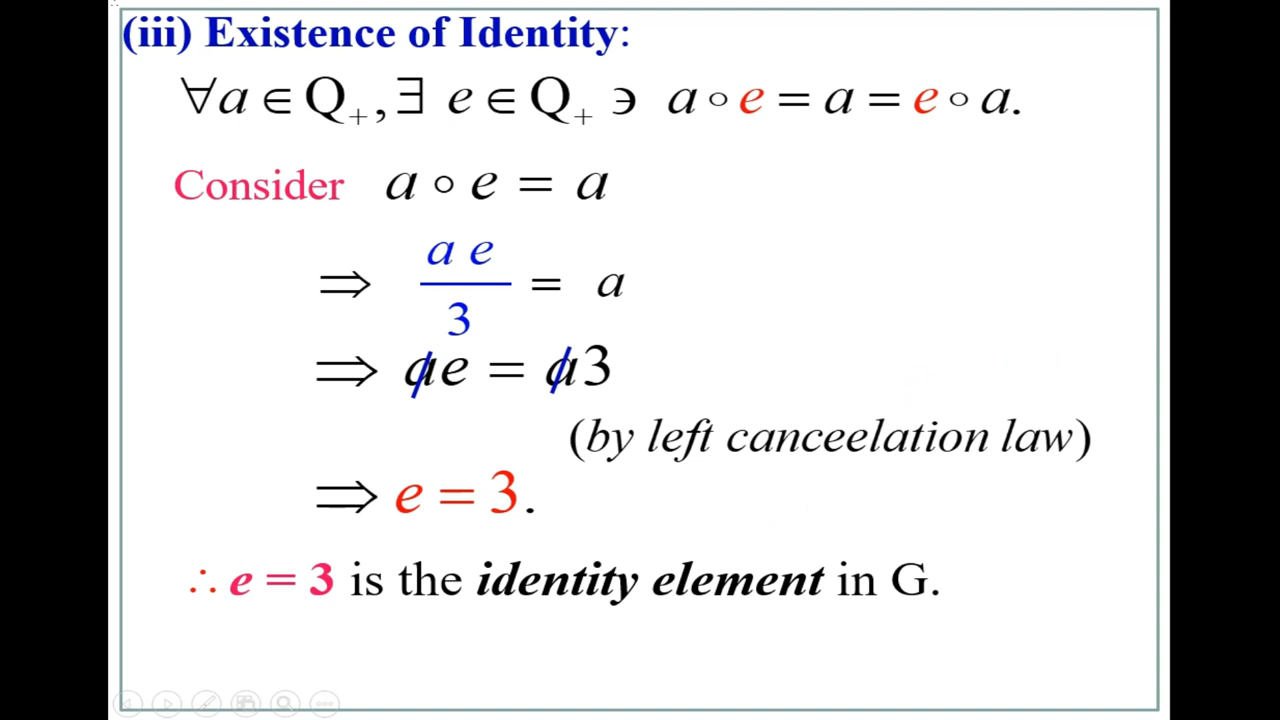 (iii) Existence of Identity:
∀a ∈ Q₊, ∃ e ∈ Q₊ ∍ a ∘ e = a = e ∘ a.
Consider a ∘ e = a
⇒ a e / 3 = a
⇒ ae = a3
(by left canceelation law)
⇒ e = 3.
∴ e = 3 is the identity element in G.